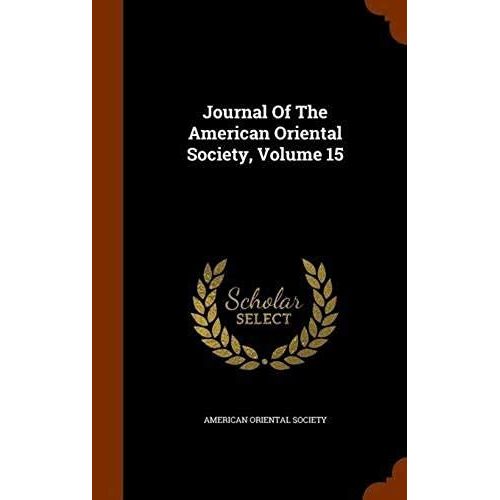 Journal Of The
American Oriental
Society, Volume 15
Scholar
SELECT
AMERICAN ORIENTAL SOCIETY